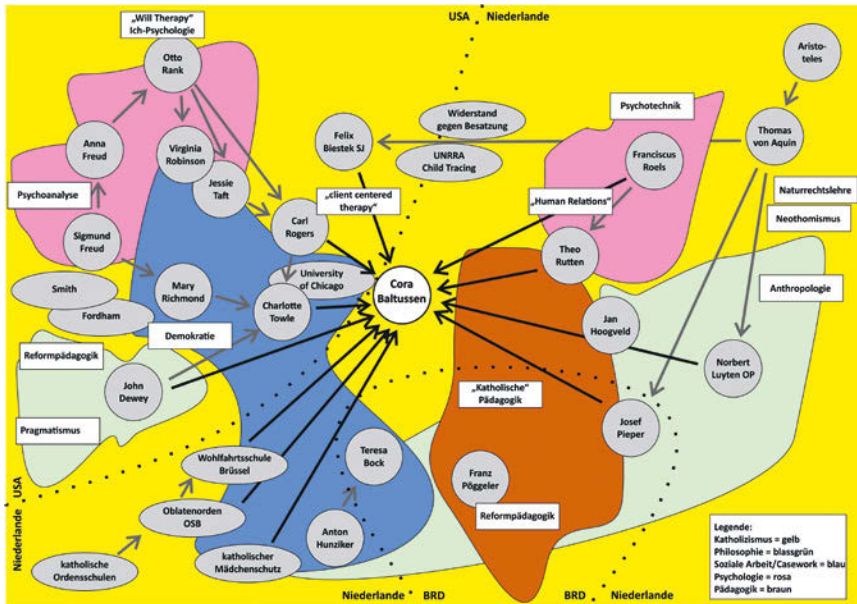 USA
Niederlande
„Will Therapy“
Ich-Psychologie
Otto
Rank
Aristo-
teles
Psychotechnik
Widerstand
gegen Besatzung
Felix
Biestek SJ
Anna
Freud
Virginia
Robinson
Thomas
von Aquin
Franciscus
Roels
UNRRA
Child Tracing
Jessie
Taft
Psychoanalyse
Naturrechtslehre
„client centered
therapy“
„Human Relations“
Neothomismus
Carl
Rogers
Sigmund
Freud
Theo
Rutten
University
of Chicago
Cora
Baltussen
Smith
Mary
Richmond
Anthropologie
Charlotte
Towle
Fordham
Jan
Hoogveld
Demokratie
Reformpädagogik
Norbert
Luyten OP
John
Dewey
„Katholische“
Pädagogik
Josef
Pieper
Pragmatismus
Teresa
Bock
Wohlfahrtsschule
Brüssel
Franz
Pöggeler
Oblatenorden
OSB
Reformpädagogik
Anton
Hunziker
Niederlande
USA
katholische
Ordensschulen
katholischer
Mädchenschutz
Niederlande
BRD
BRD
Niederlande
Legende:
Katholizismus = gelb
Philosophie = blassgrün
Soziale Arbeit/Casework = blau
Psychologie = rosa
Pädagogik = braun